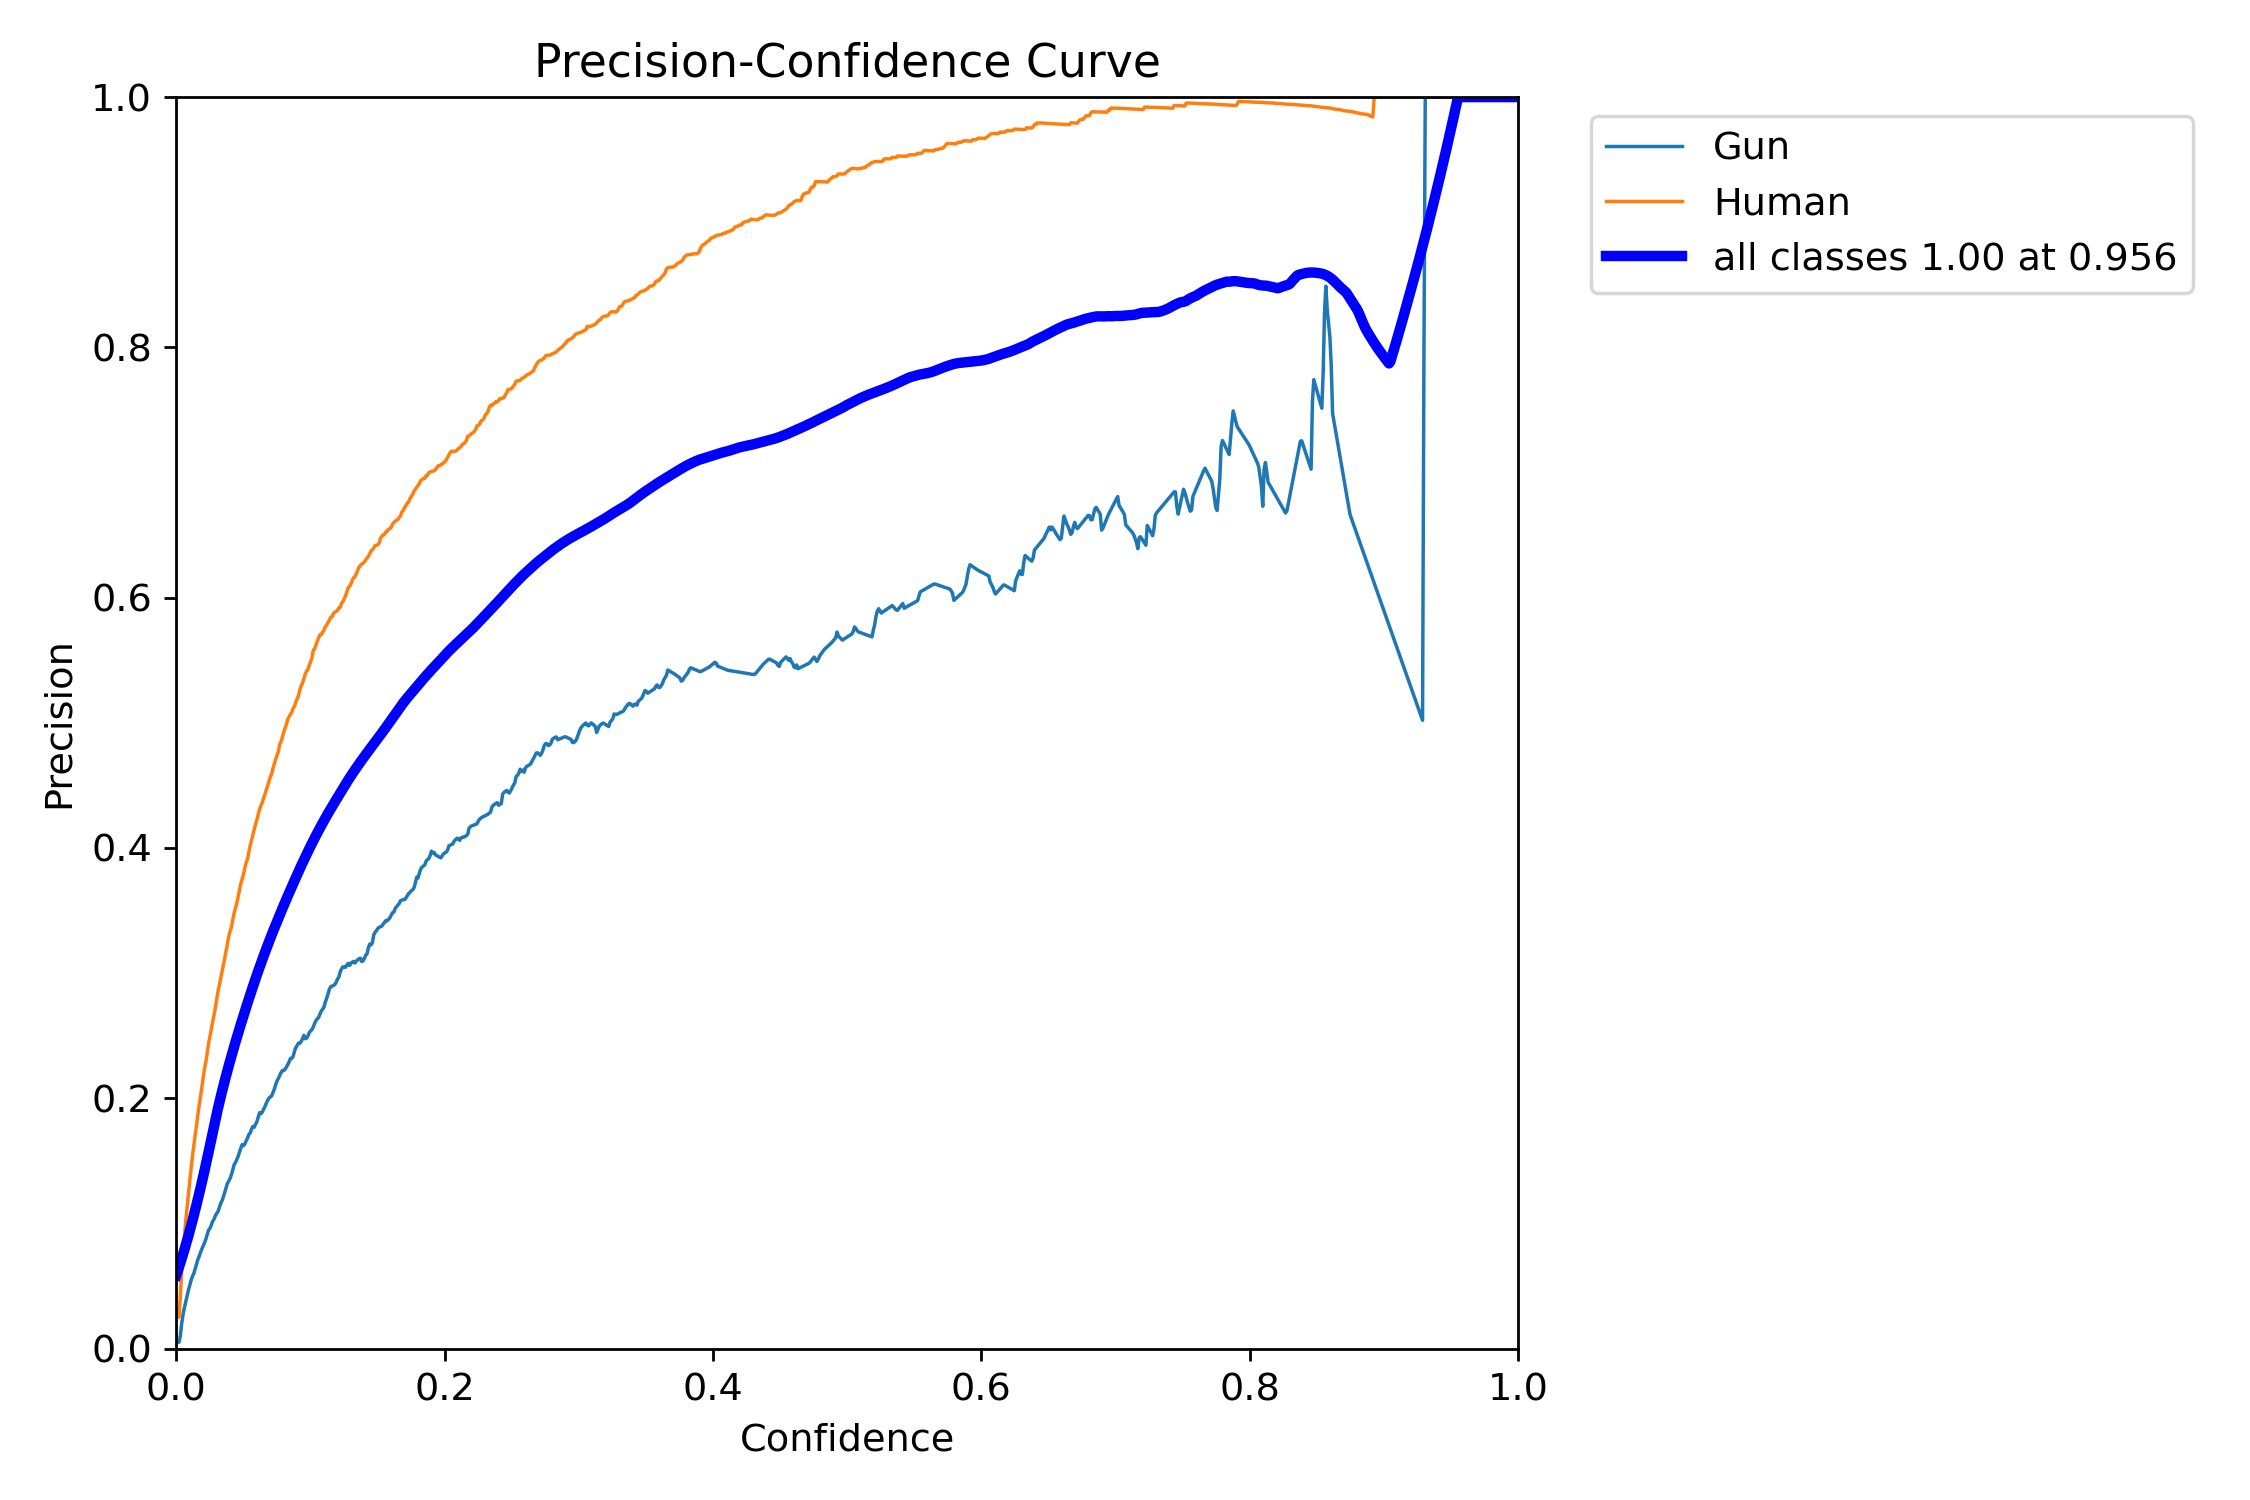 Precision-Confidence Curve
1.0
0.8
0.6
0.4
0.2
0.0
Precision
0.0 0.2 0.4 0.6 0.8 1.0
Confidence
Gun
Human
all classes 1.00 at 0.956